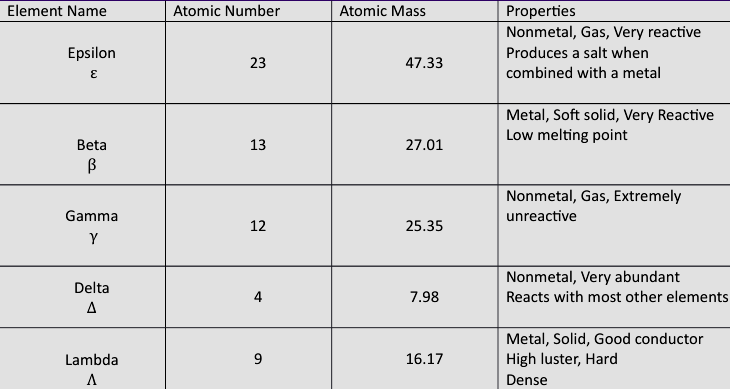 Element Name Atomic Number Atomic Mass Properties
Epsilon
ε
23
47.33
Nonmetal, Gas, Very reactive
Produces a salt when
combined with a metal
Beta
β
13
27.01
Metal, Soft solid, Very Reactive
Low melting point
Gamma
γ
12
25.35
Nonmetal, Gas, Extremely
unreactive
Delta
Δ
4
7.98
Nonmetal, Very abundant
Reacts with most other elements
Lambda
Λ
9
16.17
Metal, Solid, Good conductor
High luster, Hard
Dense